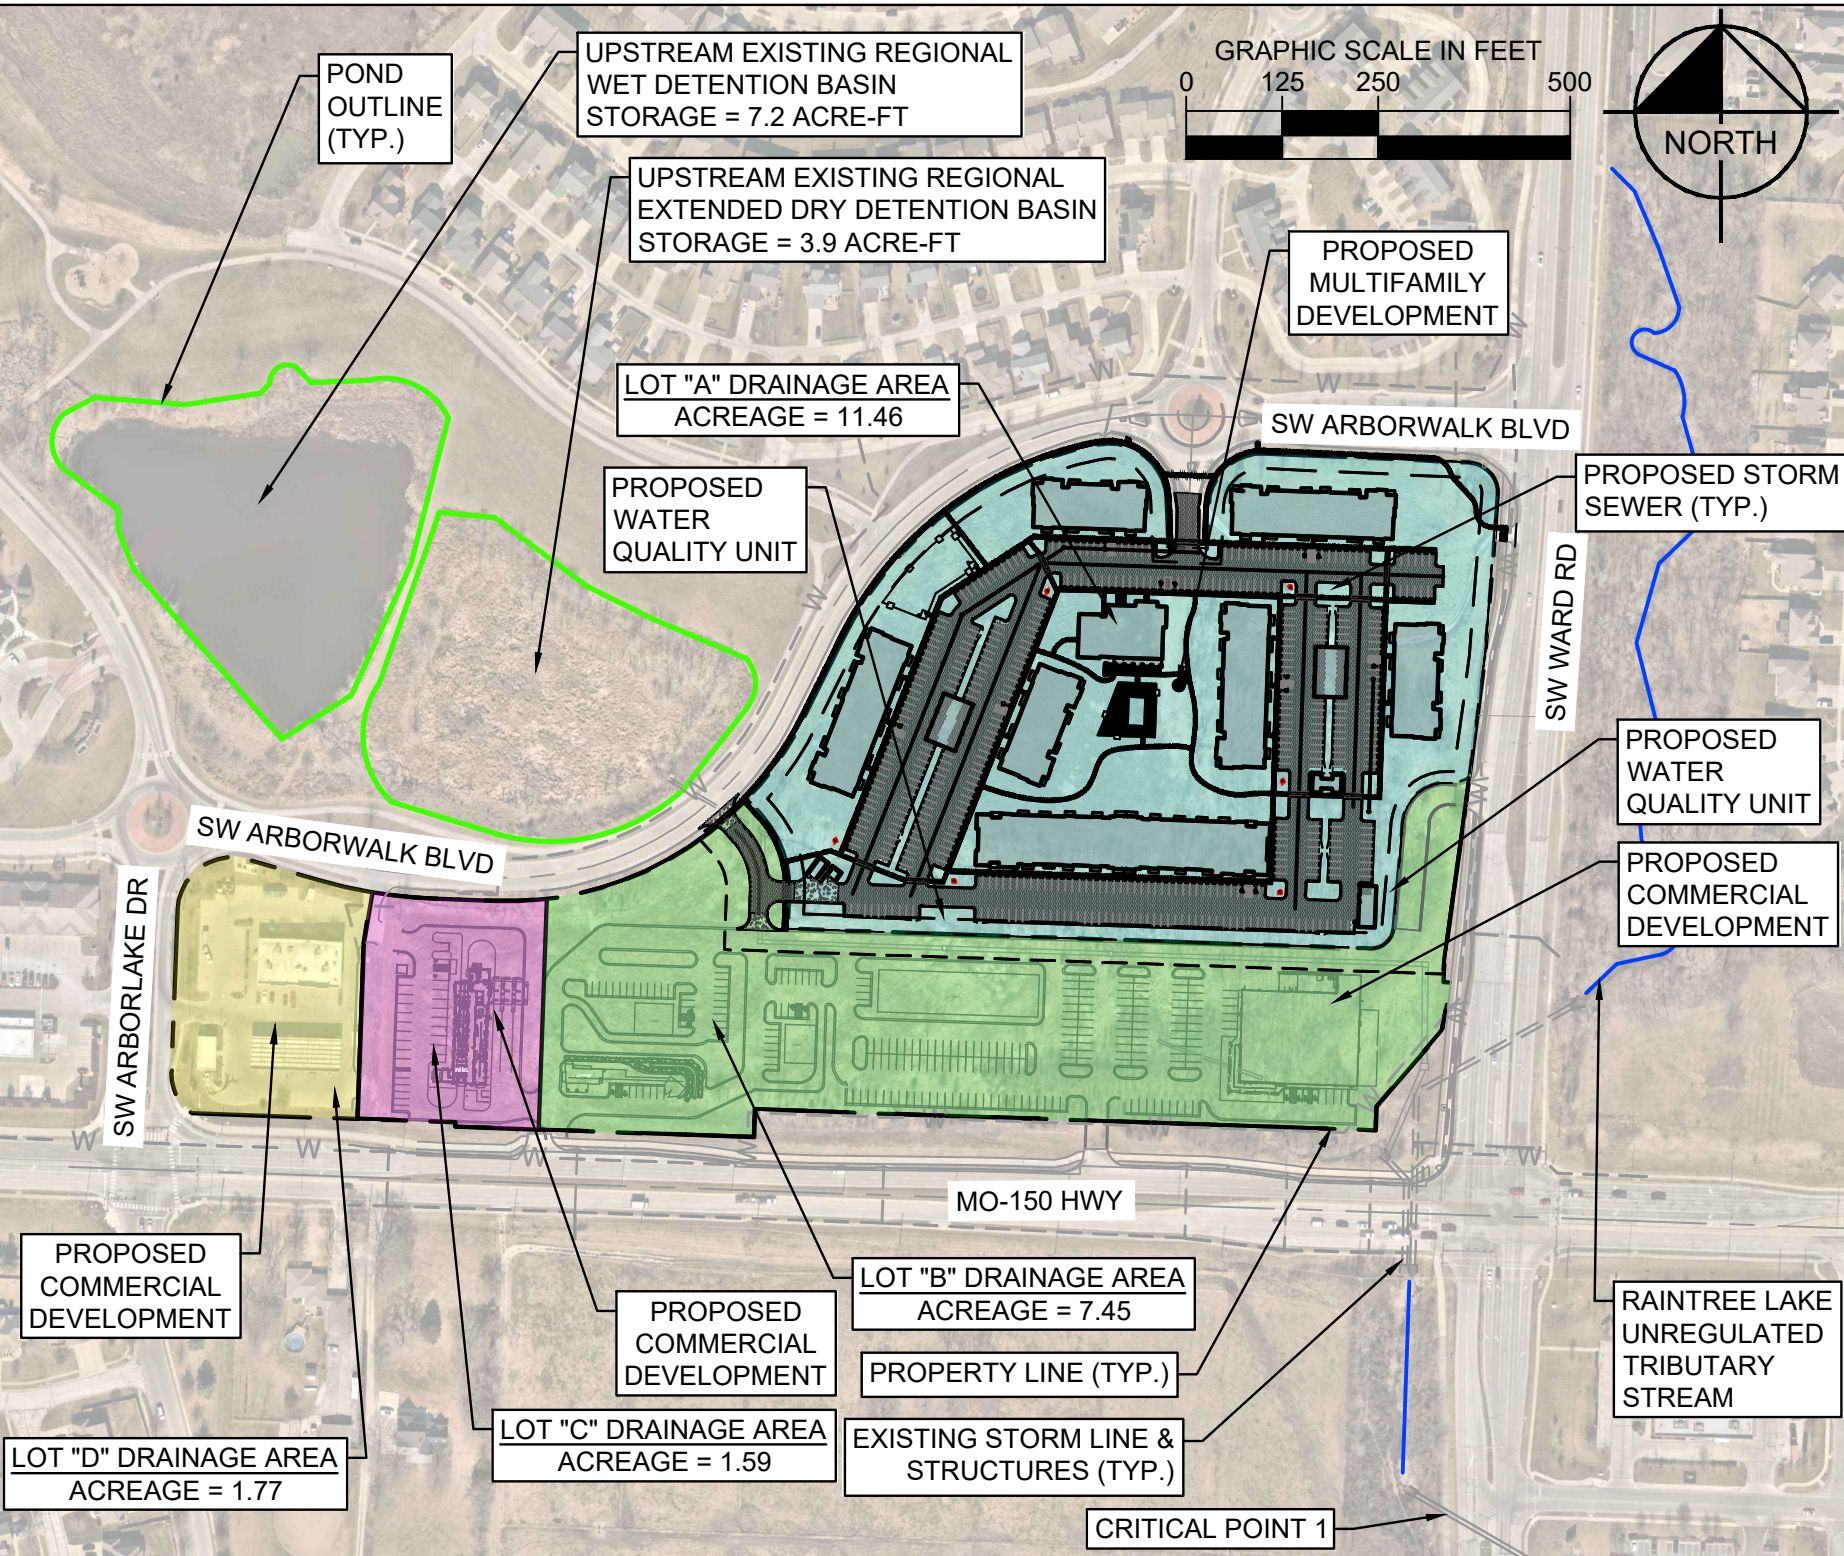 UPSTREAM EXISTING REGIONAL
WET DETENTION BASIN
STORAGE = 7.2 ACRE-FT
POND
OUTLINE
(TYP.)
GRAPHIC SCALE IN FEET
0 125 250 500
NORTH
UPSTREAM EXISTING REGIONAL
EXTENDED DRY DETENTION BASIN
STORAGE = 3.9 ACRE-FT
PROPOSED
MULTIFAMILY
DEVELOPMENT
LOT "A" DRAINAGE AREA
ACREAGE = 11.46
SW ARBORWALK BLVD
PROPOSED
WATER
QUALITY UNIT
PROPOSED STORM
SEWER (TYP.)
SW WARD RD
PROPOSED
WATER
QUALITY UNIT
SW ARBORWALK BLVD
PROPOSED
COMMERCIAL
DEVELOPMENT
SW ARBORLAKE DR
MO-150 HWY
PROPOSED
COMMERCIAL
DEVELOPMENT
LOT "B" DRAINAGE AREA
ACREAGE = 7.45
PROPOSED
COMMERCIAL
DEVELOPMENT
RAINTREE LAKE
UNREGULATED
TRIBUTARY
STREAM
PROPERTY LINE (TYP.)
LOT "C" DRAINAGE AREA
ACREAGE = 1.59
EXISTING STORM LINE &
STRUCTURES (TYP.)
LOT "D" DRAINAGE AREA
ACREAGE = 1.77
CRITICAL POINT 1
W
W
W
W
W
W
W
W
W
W
W
W
W